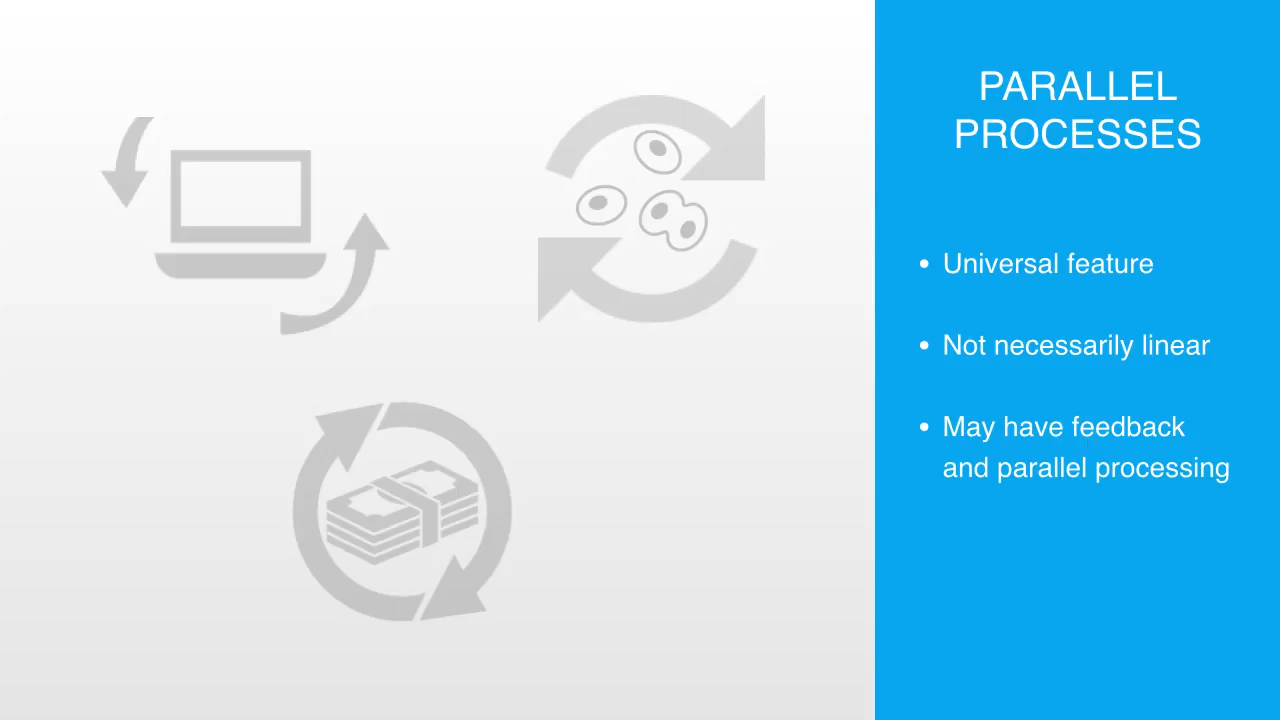 PARALLEL
PROCESSES
• Universal feature
• Not necessarily linear
• May have feedback
and parallel processing